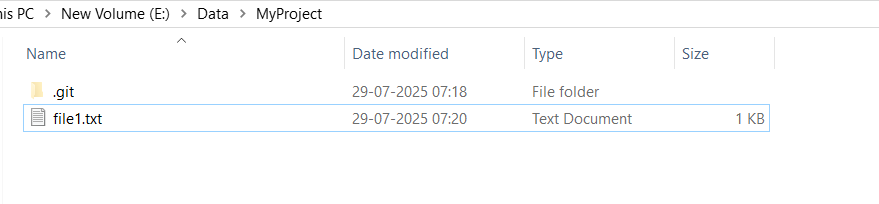 his PC > New Volume (E:) > Data > MyProject
Name Date modified Type Size
.git 29-07-2025 07:18 File folder
file1.txt 29-07-2025 07:20 Text Document 1 KB